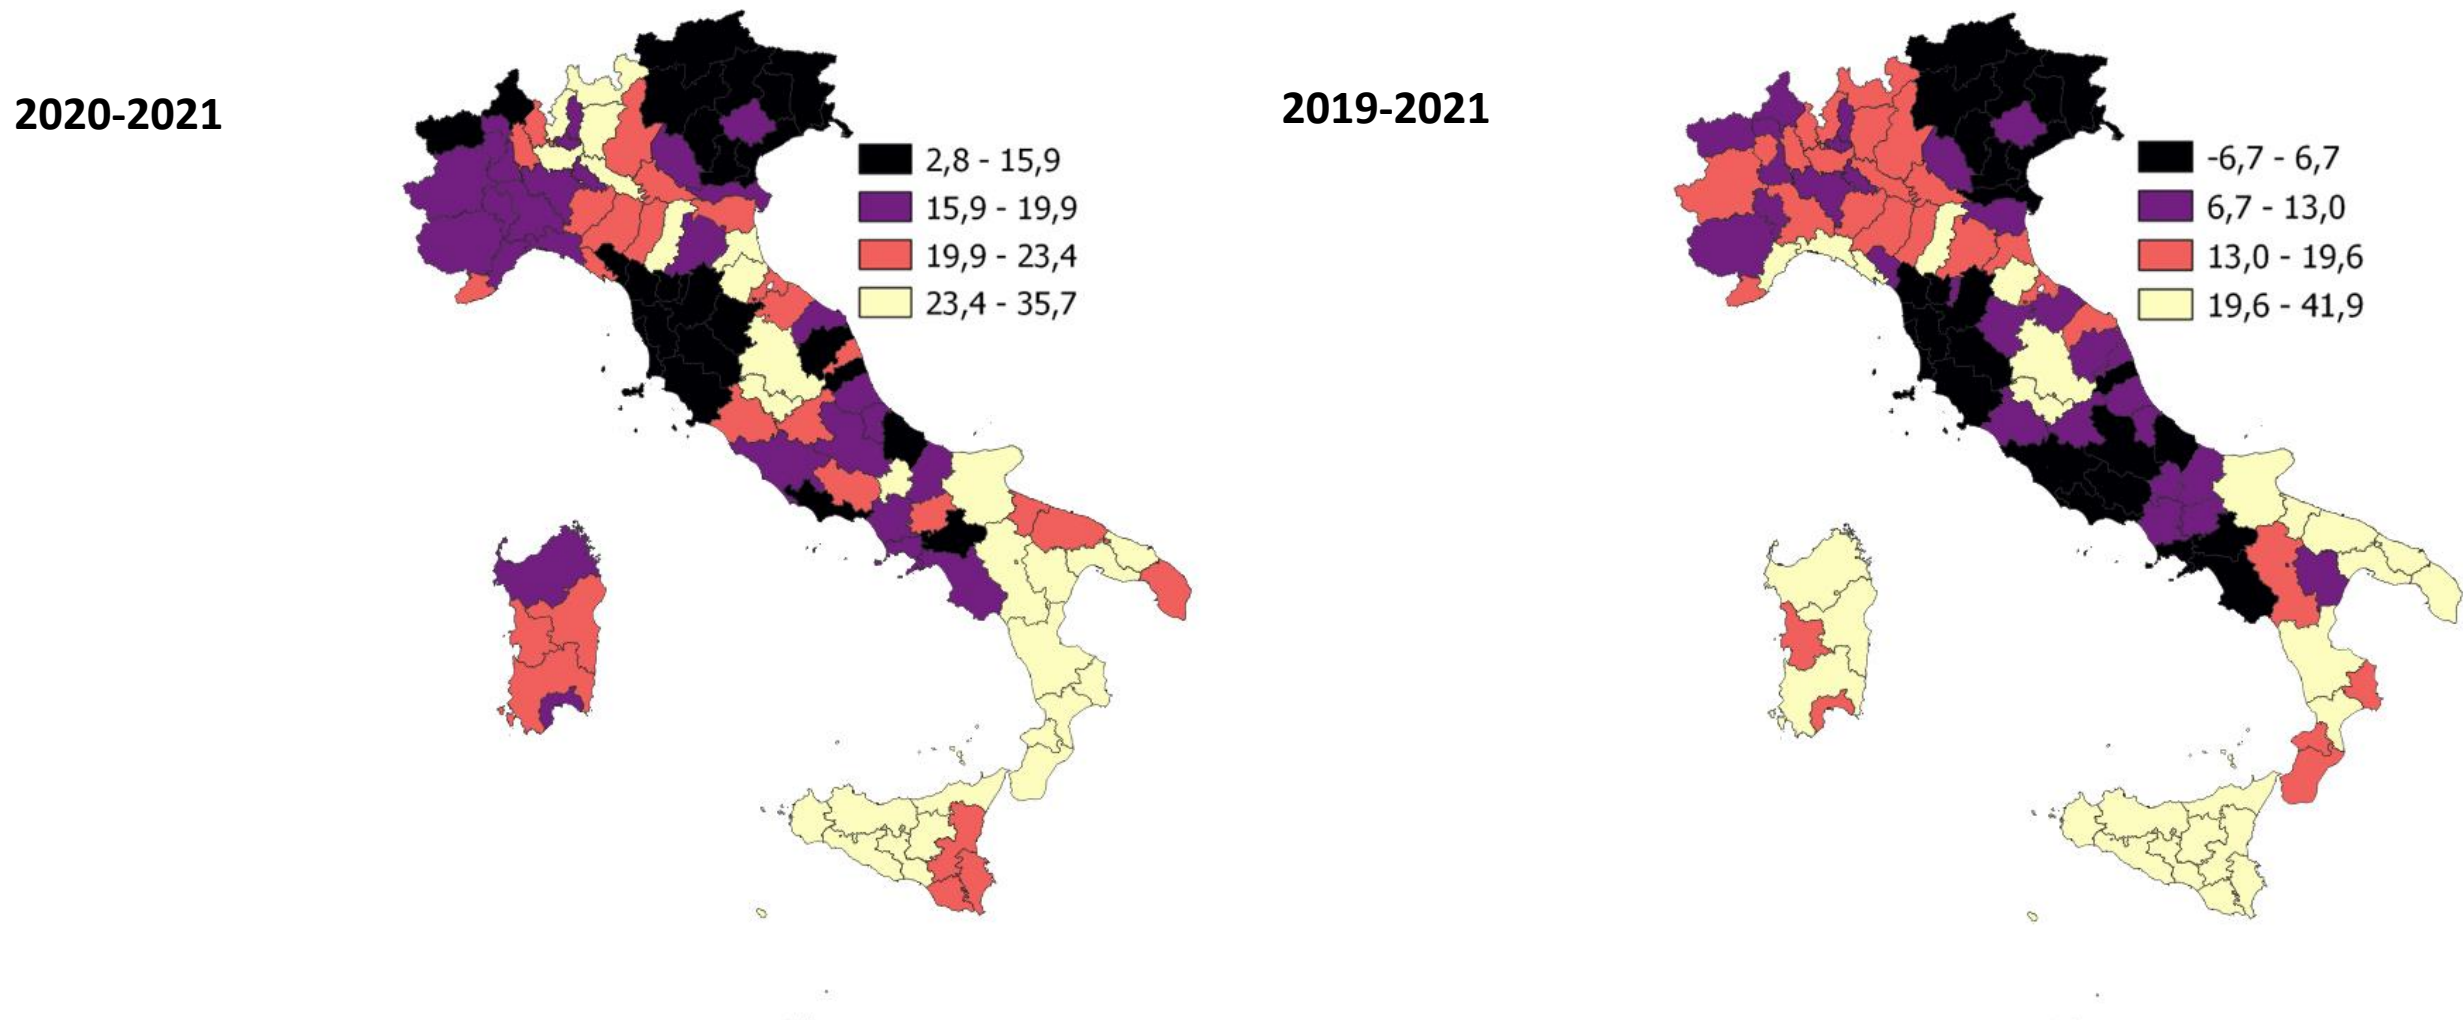 2020-2021
2,8 - 15,9
15,9 - 19,9
19,9 - 23,4
23,4 - 35,7
2019-2021
-6,7 - 6,7
6,7 - 13,0
13,0 - 19,6
19,6 - 41,9